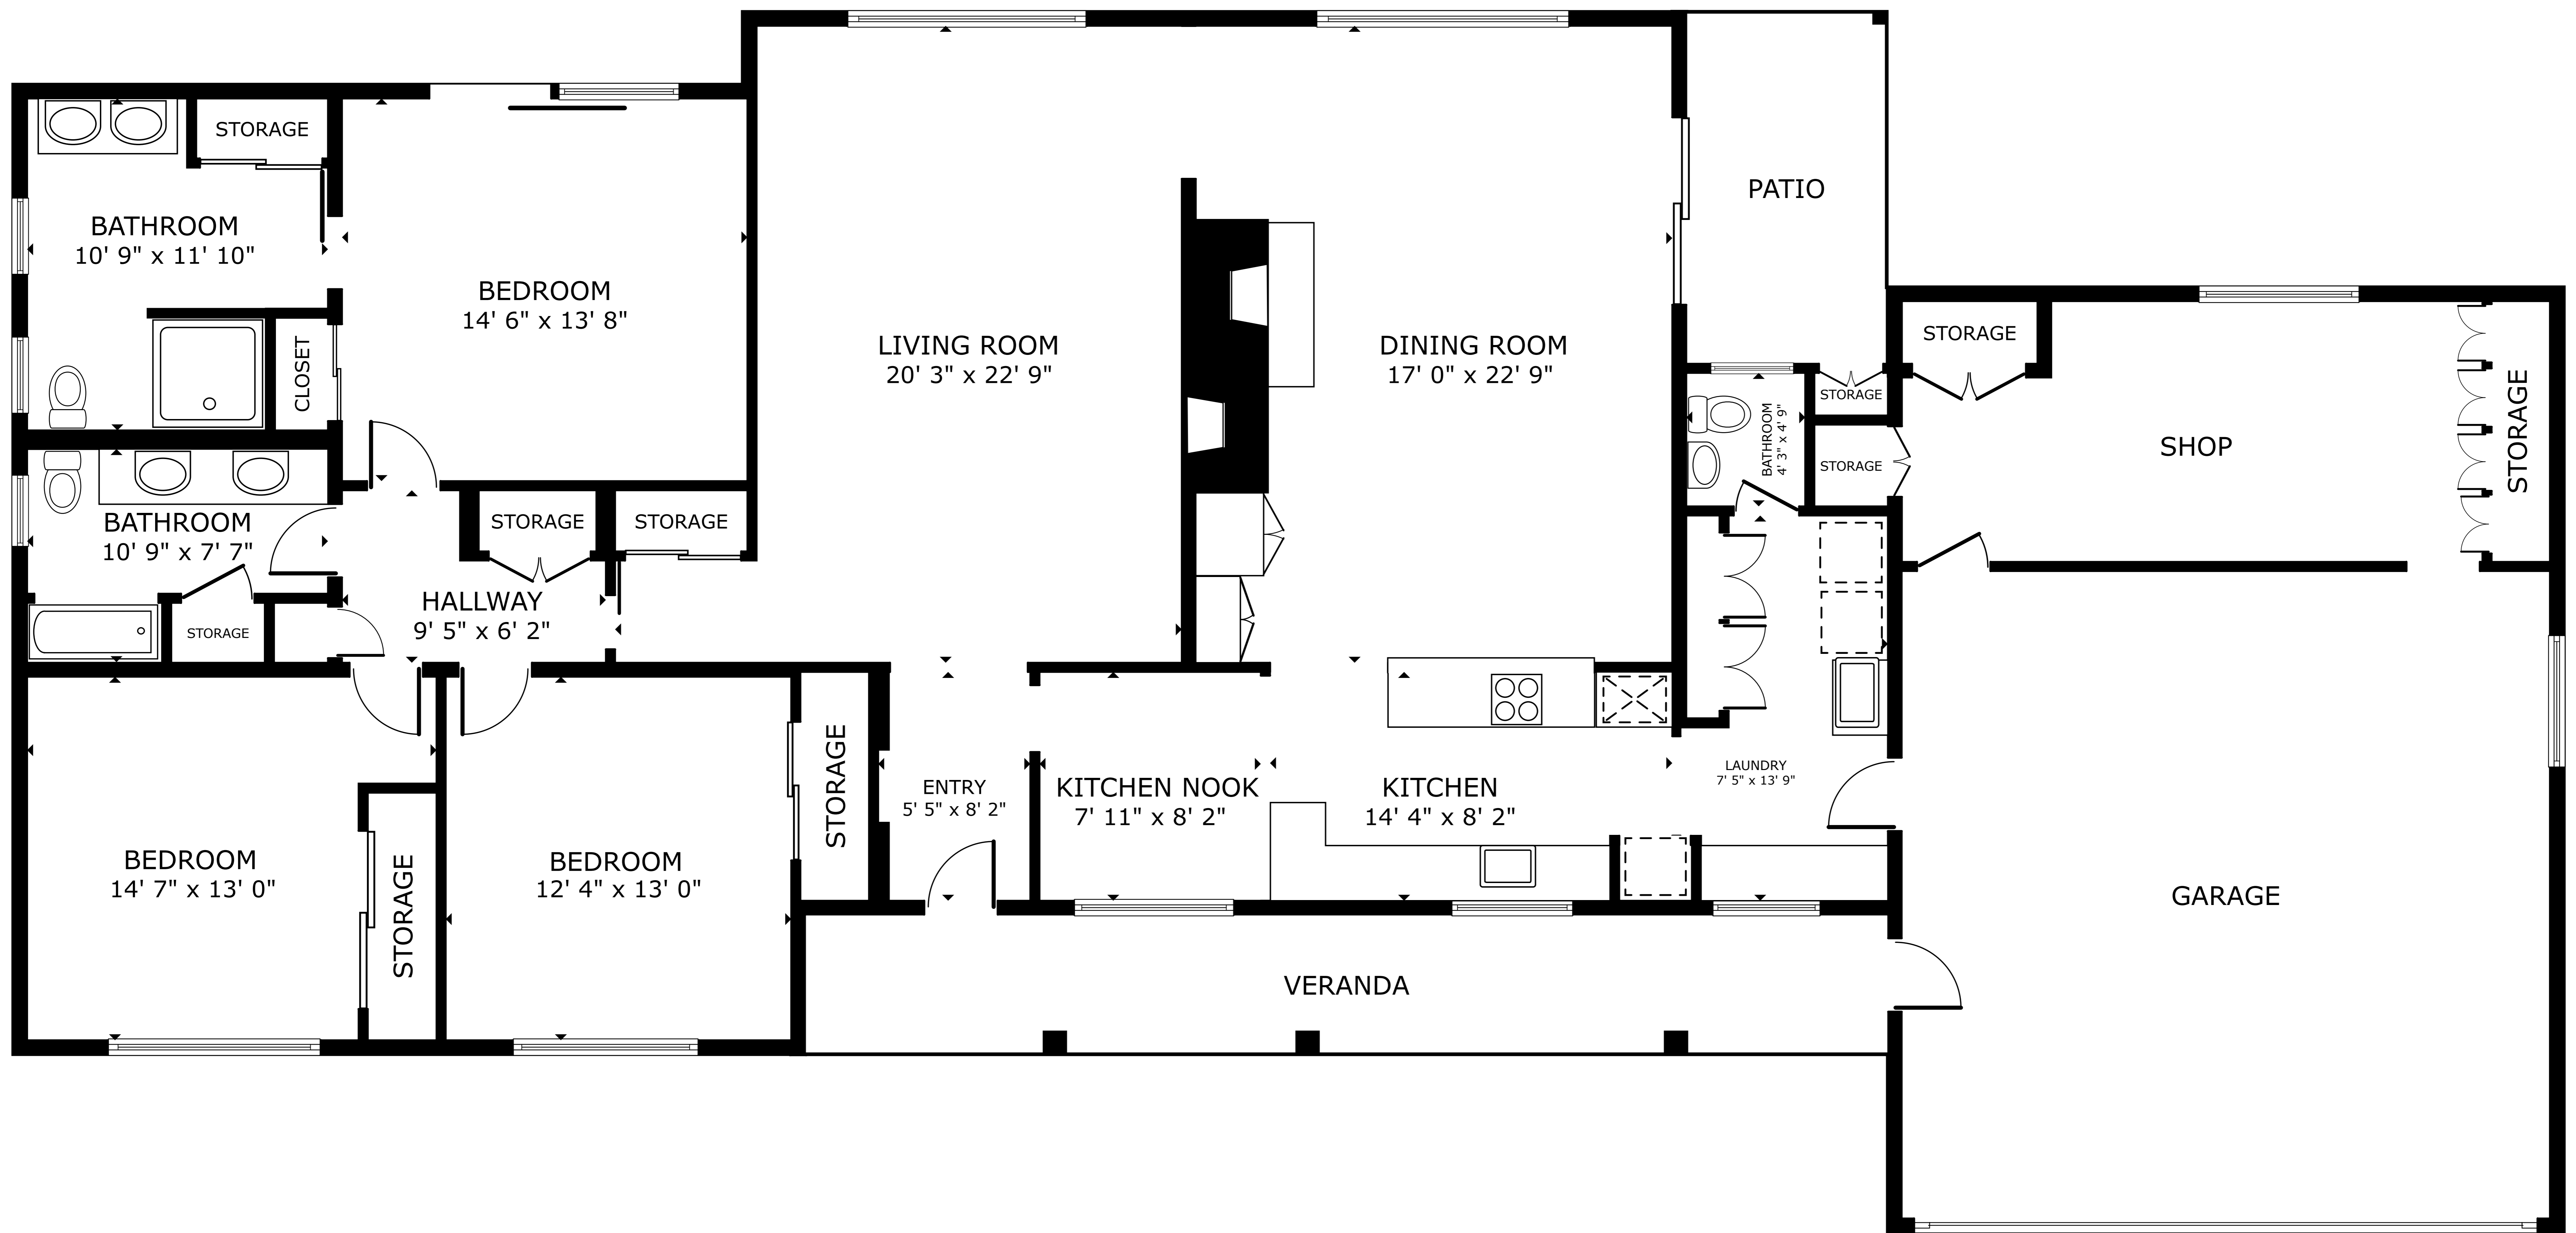 STORAGE
BATHROOM
10' 9" x 11' 10"
CLOSET
BEDROOM
14' 6" x 13' 8"
LIVING ROOM
20' 3" x 22' 9"
DINING ROOM
17' 0" x 22' 9"
PATIO
STORAGE
BATHROOM
4' 3" x 4' 9"
STORAGE
STORAGE
SHOP
STORAGE
BATHROOM
10' 9" x 7' 7"
STORAGE
STORAGE
STORAGE
HALLWAY
9' 5" x 6' 2"
BEDROOM
14' 7" x 13' 0"
STORAGE
BEDROOM
12' 4" x 13' 0"
STORAGE
ENTRY
5' 5" x 8' 2"
KITCHEN NOOK
7' 11" x 8' 2"
KITCHEN
14' 4" x 8' 2"
LAUNDRY
7' 5" x 13' 9"
GARAGE
VERANDA